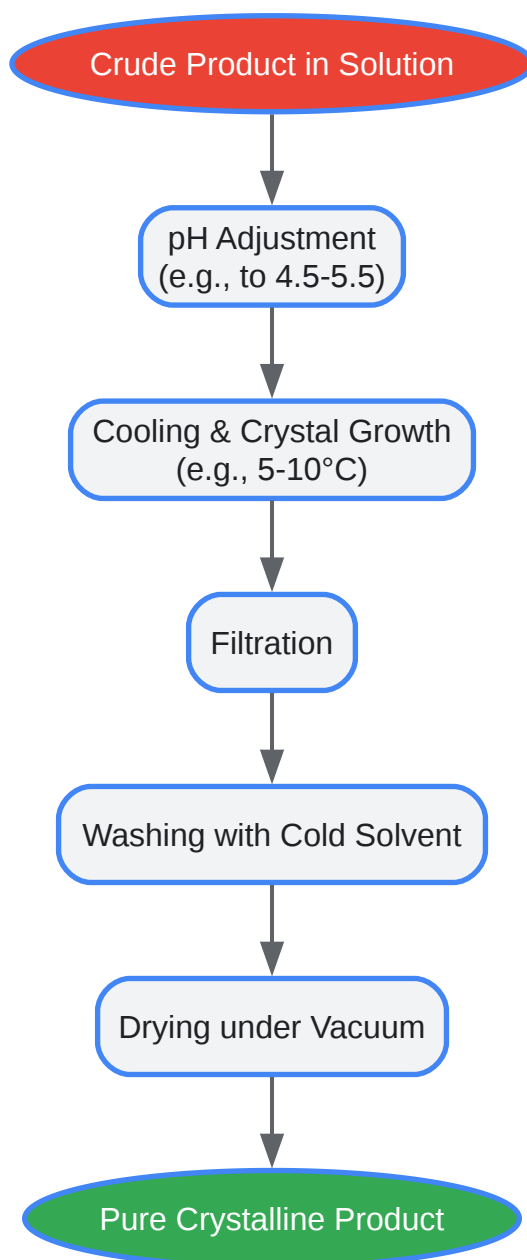 Crude Product in Solution
pH Adjustment
(e.g., to 4.5-5.5)
Cooling & Crystal Growth
(e.g., 5-10°C)
Filtration
Washing with Cold Solvent
Drying under Vacuum
Pure Crystalline Product